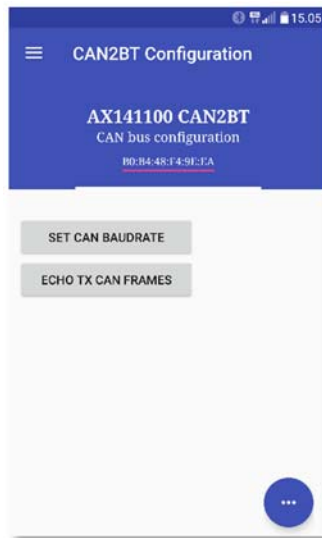 15.05
CAN2BT Configuration
AX141100 CAN2BT
CAN bus configuration
B0:B4:48:F4:9E:EA
SET CAN BAUDRATE
ECHO TX CAN FRAMES